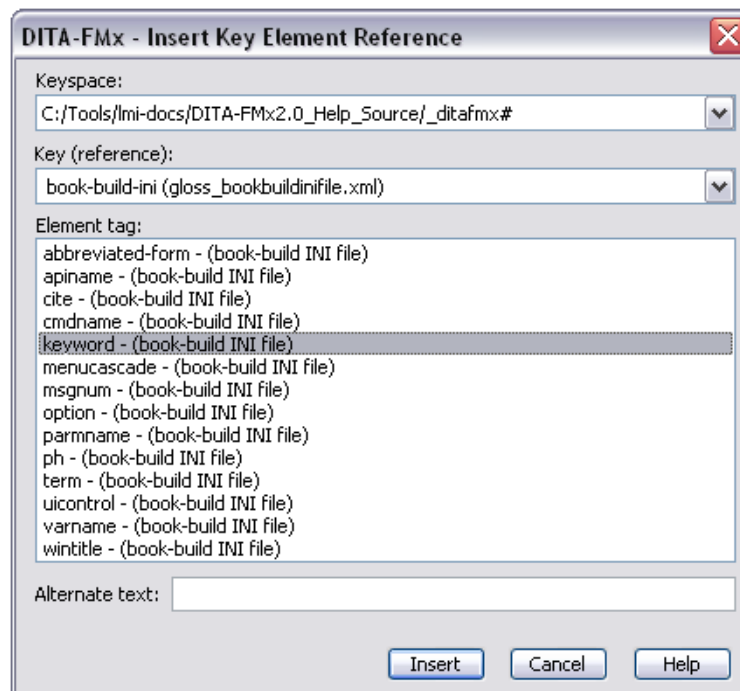 DITA-FMx - Insert Key Element Reference
Keyspace:
C:/Tools/lmi-docs/DITA-FMx2.0_Help_Source/_ditafmx#
Key (reference):
book-build-ini (gloss_bookbuildinifile.xml)
Element tag:
abbreviated-form - (book-build INI file)
apiname - (book-build INI file)
cite - (book-build INI file)
cmdname - (book-build INI file)
keyword - (book-build INI file)
menucascade - (book-build INI file)
msgnum - (book-build INI file)
option - (book-build INI file)
parmname - (book-build INI file)
ph - (book-build INI file)
term - (book-build INI file)
uicontrol - (book-build INI file)
varname - (book-build INI file)
wintitle - (book-build INI file)
Alternate text:
Insert Cancel Help